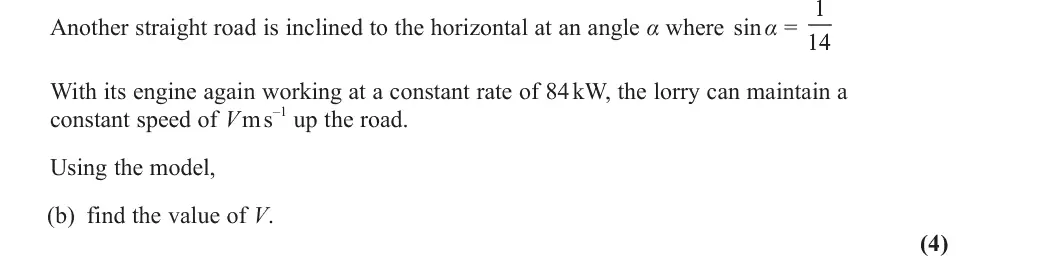 Another straight road is inclined to the horizontal at an angle α where sin α = 1/14
With its engine again working at a constant rate of 84 kW, the lorry can maintain a
constant speed of V m s⁻¹ up the road.
Using the model,
(b) find the value of V.
(4)